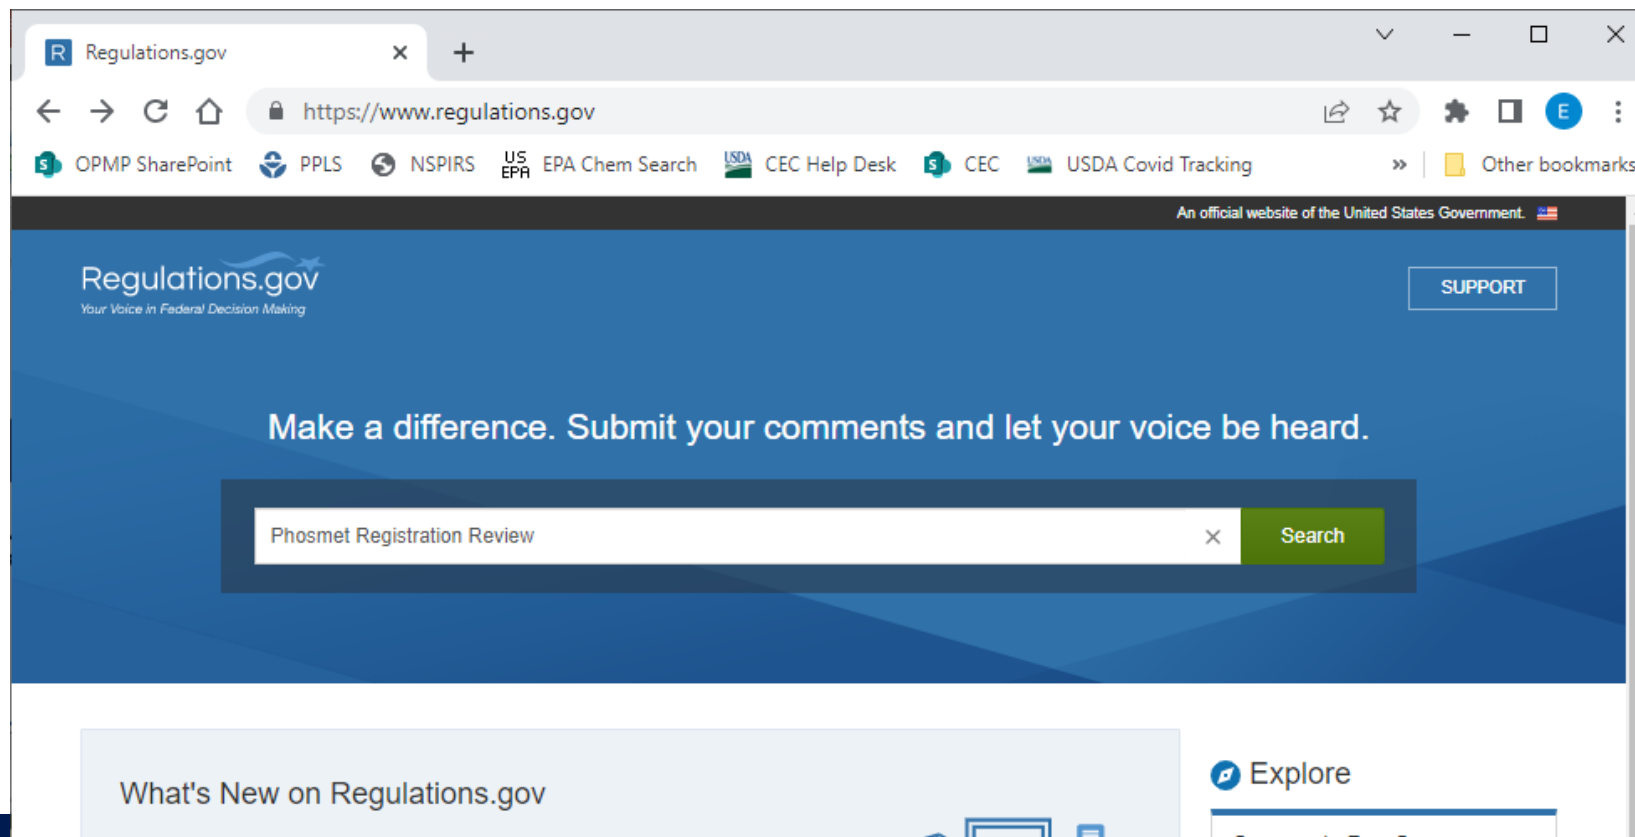 R Regulations.gov
https://www.regulations.gov
E
OPMP SharePoint PPLS NSPIRS US EPA EPA Chem Search USDA CEC Help Desk CEC USDA Covid Tracking » Other bookmarks
An official website of the United States Government.
Regulations.gov
Your Voice in Federal Decision Making
SUPPORT
Make a difference. Submit your comments and let your voice be heard.
Phosmet Registration Review
Search
What's New on Regulations.gov
Explore